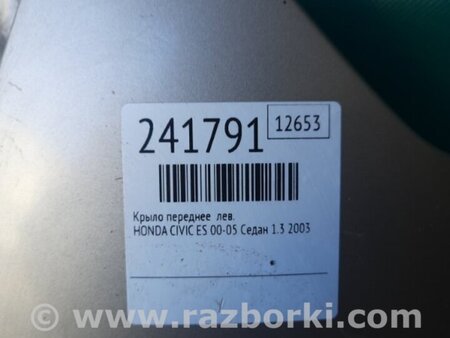 241791
12653
Крыло переднее лев.
HONDA CIVIC ES 00-05 Седан 1.3 2003
© www.razborki.com/